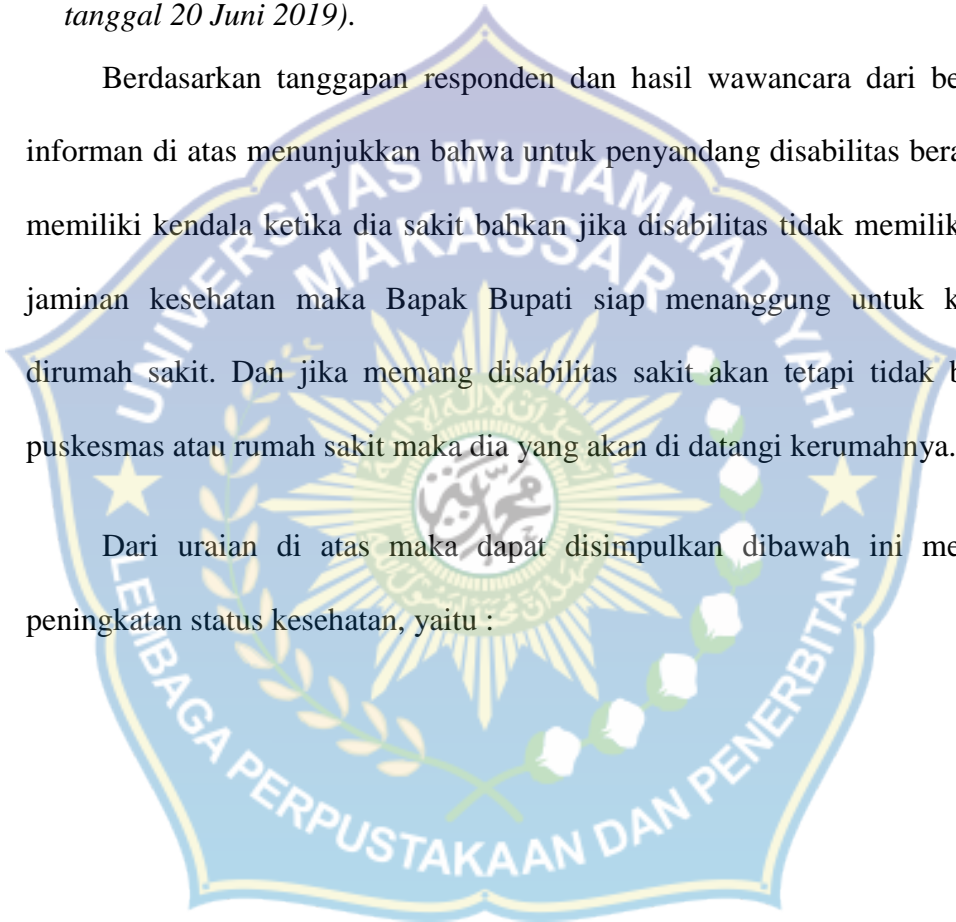 tanggal 20 Juni 2019).
Berdasarkan tanggapan responden dan hasil wawancara dari be
informan di atas menunjukkan bahwa untuk penyandang disabilitas bera
memiliki kendala ketika dia sakit bahkan jika disabilitas tidak memilik
jaminan kesehatan maka Bapak Bupati siap menanggung untuk k
dirumah sakit. Dan jika memang disabilitas sakit akan tetapi tidak b
puskesmas atau rumah sakit maka dia yang akan di datangi kerumahnya.
Dari uraian di atas maka dapat disimpulkan dibawah ini me
peningkatan status kesehatan, yaitu :
UNIVERSITAS MUHAMMADIYAH
MAKASSAR
LEMBAGA PERPUSTAKAAN DAN PENERBITAN